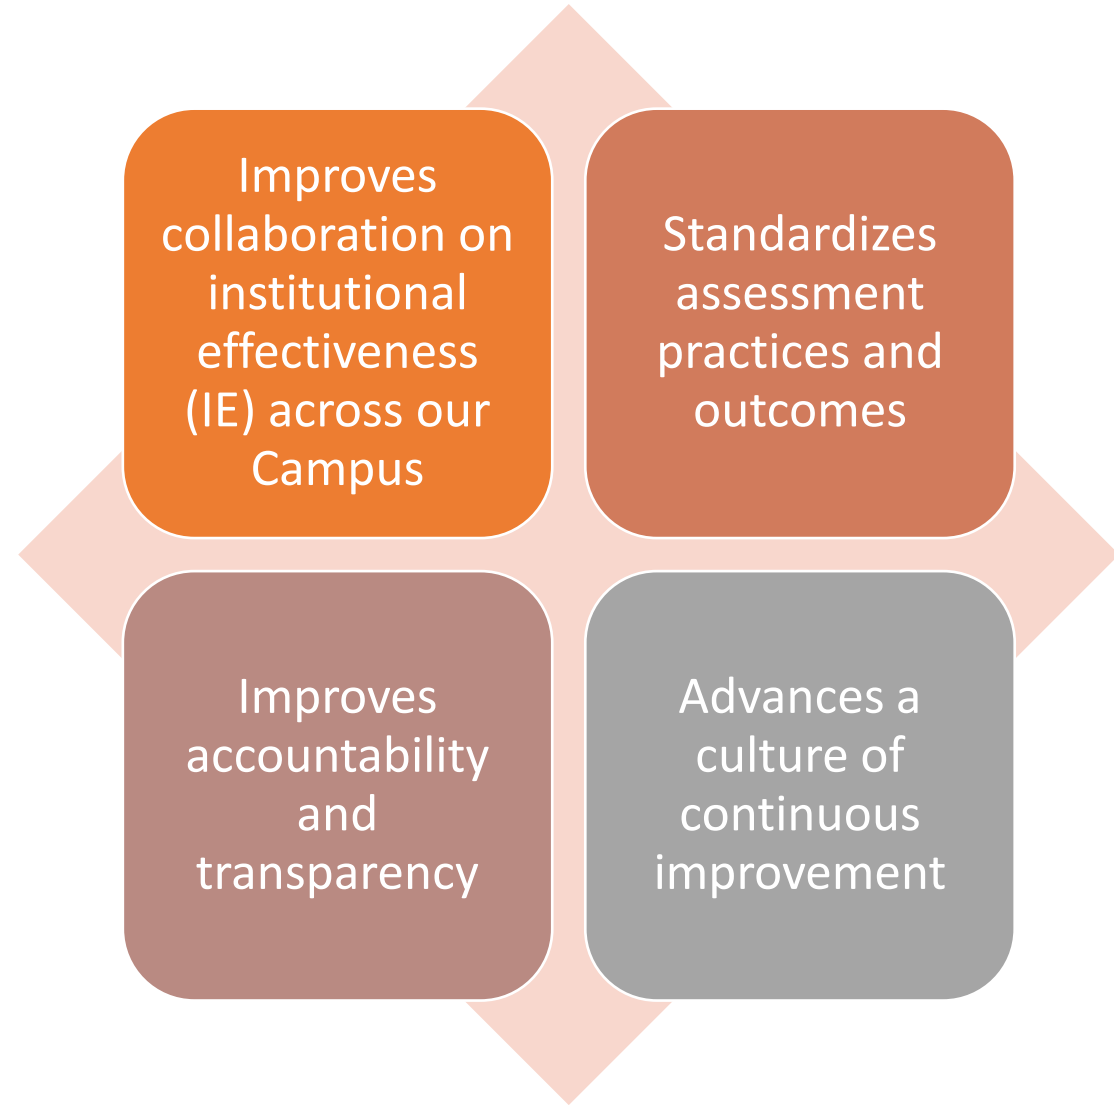 Improves
collaboration on
institutional
effectiveness
(IE) across our
Campus
Standardizes
assessment
practices and
outcomes
Improves
accountability
and
transparency
Advances a
culture of
continuous
improvement